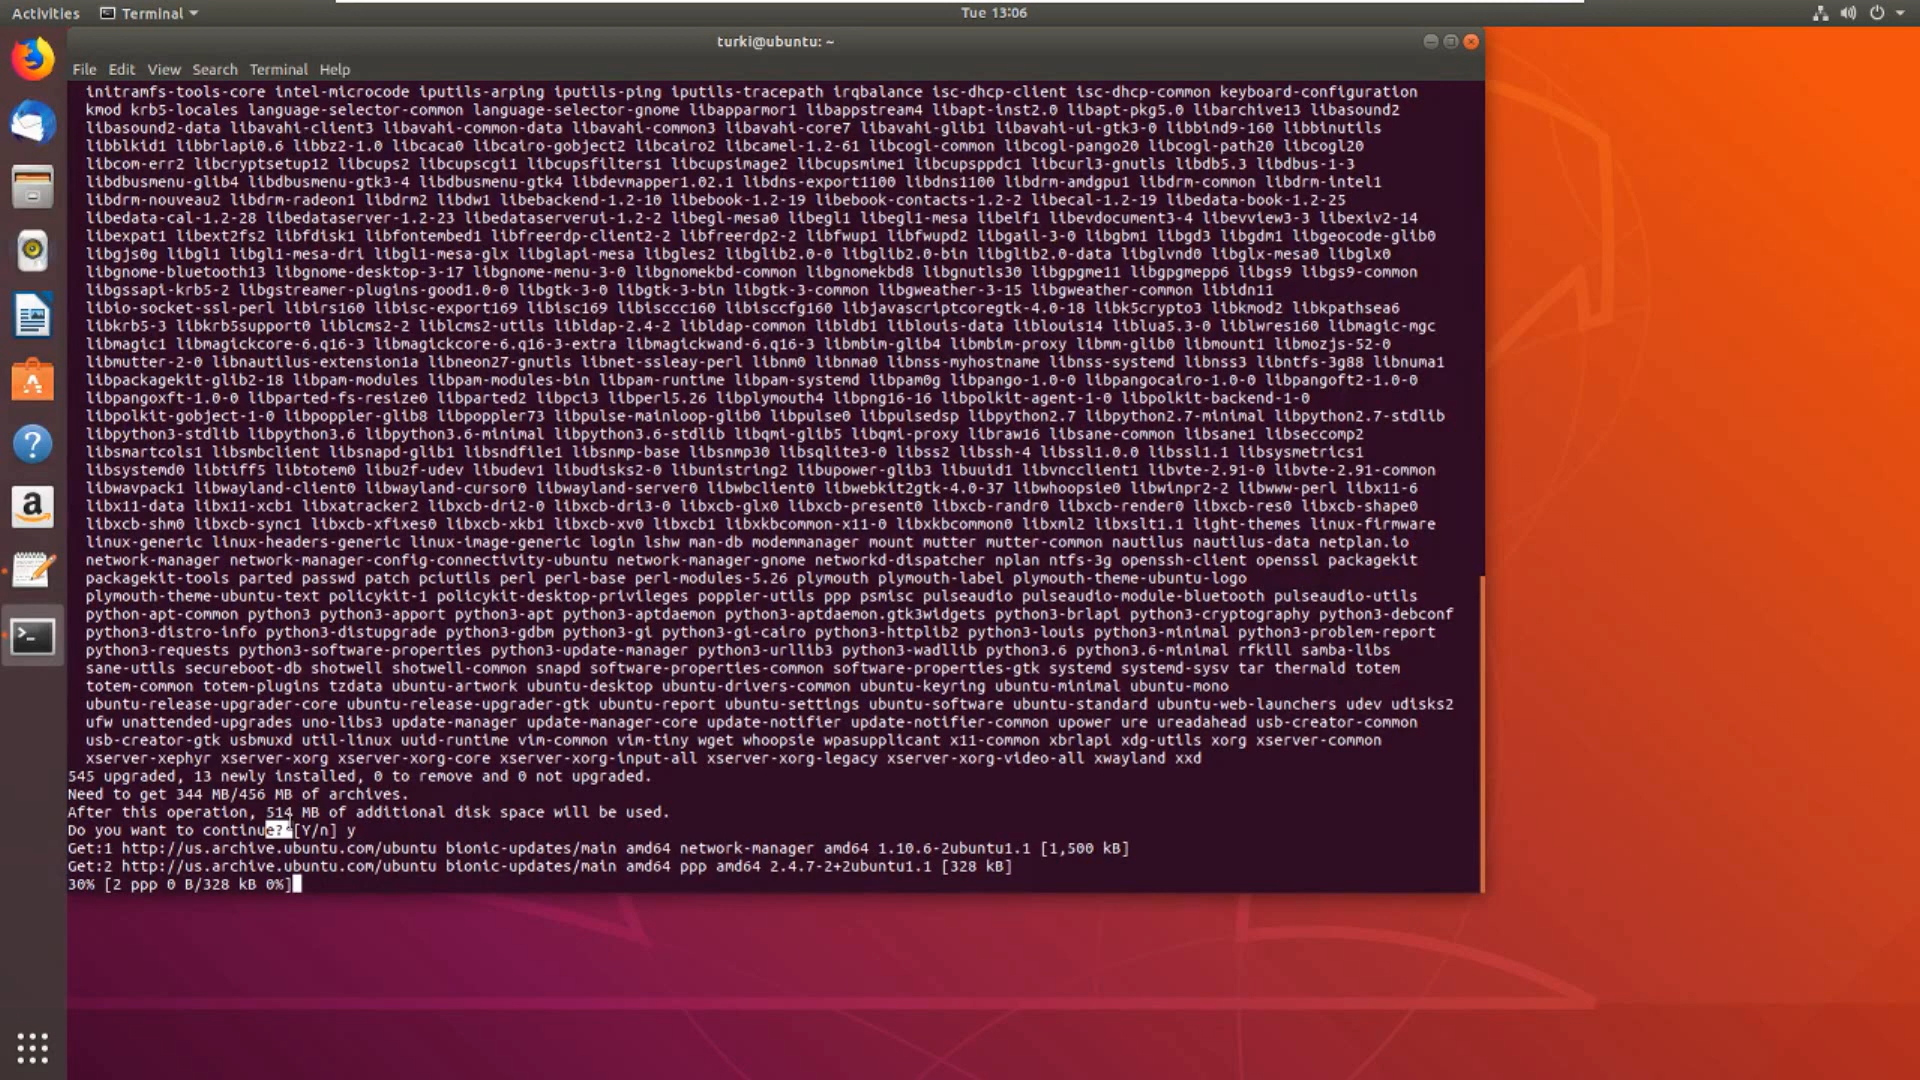 Activities Terminal Tue 13:06
turki@ubuntu: ~
File Edit View Search Terminal Help
initramfs-tools-core intel-microcode iputils-arping iputils-ping iputils-tracepath irqbalance isc-dhcp-client isc-dhcp-common keyboard-configuration
kmod krb5-locales language-selector-common language-selector-gnome libapparmor1 libappstream4 libapt-inst2.0 libapt-pkg5.0 libarchive13 libasound2
libasound2-data libavahi-client3 libavahi-common-data libavahi-common3 libavahi-core7 libavahi-glib1 libavahi-ui-gtk3-0 libbind9-160 libbinutils
libblkid1 libbrlapi0.6 libbz2-1.0 libcaca0 libcairo-gobject2 libcairo2 libcamel-1.2-61 libcogl-common libcogl-pango20 libcogl-path20 libcogl20
libcom-err2 libcryptsetup12 libcups2 libcupscgi1 libcupsfilters1 libcupsimage2 libcupsmime1 libcupsppdc1 libcurl3-gnutls libdb5.3 libdbus-1-3
libdbusmenu-glib4 libdbusmenu-gtk3-4 libdbusmenu-gtk4 libdevmapper1.02.1 libdns-export1100 libdns1100 libdrm-amdgpu1 libdrm-common libdrm-intel1
libdrm-nouveau2 libdrm-radeon1 libdrm2 libdw1 libebackend-1.2-10 libebook-1.2-19 libebook-contacts-1.2-2 libecal-1.2-19 libedata-book-1.2-25
libedata-cal-1.2-28 libedataserver-1.2-23 libedataserverui-1.2-2 libegl-mesa0 libegl1 libegl1-mesa libelf1 libevdocument3-4 libevview3-3 libexiv2-14
libexpat1 libext2fs2 libfdisk1 libfontembed1 libfreerdp-client2-2 libfreerdp2-2 libfwup1 libfwupd2 libgail-3-0 libgbm1 libgd3 libgdm1 libgeocode-glib0
libgjs0g libgl1 libgl1-mesa-dri libgl1-mesa-glx libglapi-mesa libgles2 libglib2.0-0 libglib2.0-bin libglib2.0-data libglvnd0 libglx-mesa0 libglx0
libgnome-bluetooth13 libgnome-desktop-3-17 libgnome-menu-3-0 libgnomekbd-common libgnomekbd8 libgnutls30 libgpgme11 libgpgmepp6 libgs9 libgs9-common
libgssapi-krb5-2 libgstreamer-plugins-good1.0-0 libgtk-3-0 libgtk-3-bin libgtk-3-common libgweather-3-15 libgweather-common libidn11
libio-socket-ssl-perl libirs160 libisc-export169 libisc169 libisccc160 libisccfg160 libjavascriptcoregtk-4.0-18 libk5crypto3 libkmod2 libkpathsea6
libkrb5-3 libkrb5support0 liblcms2-2 liblcms2-utils libldap-2.4-2 libldap-common libldb1 liblouis-data liblouis14 liblua5.3-0 liblwres160 libmagic-mgc
libmagic1 libmagickcore-6.q16-3 libmagickcore-6.q16-3-extra libmagickwand-6.q16-3 libmbim-glib4 libmbim-proxy libmm-glib0 libmount1 libmozjs-52-0
libmutter-2-0 libnautilus-extension1a libneon27-gnutls libnet-ssleay-perl libnm0 libnma0 libnss-myhostname libnss-systemd libnss3 libntfs-3g88 libnuma1
libpackagekit-glib2-18 libpam-modules libpam-modules-bin libpam-runtime libpam-systemd libpam0g libpango-1.0-0 libpangocairo-1.0-0 libpangoft2-1.0-0
libpangoxft-1.0-0 libparted-fs-resize0 libparted2 libpci3 libperl5.26 libplymouth4 libpng16-16 libpolkit-agent-1-0 libpolkit-backend-1-0
libpolkit-gobject-1-0 libpoppler-glib8 libpoppler73 libpulse-mainloop-glib0 libpulse0 libpulsedsp libpython2.7 libpython2.7-minimal libpython2.7-stdlib
libpython3-stdlib libpython3.6 libpython3.6-minimal libpython3.6-stdlib libqmi-glib5 libqmi-proxy libraw16 libsane-common libsane1 libseccomp2
libsmartcols1 libsmbclient libsnapd-glib1 libsndfile1 libsnmp-base libsnmp30 libsqlite3-0 libss2 libssh-4 libssl1.0.0 libssl1.1 libsysmetrics1
libsystemd0 libtiff5 libtotem0 libu2f-udev libudev1 libudisks2-0 libunistring2 libupower-glib3 libuuid1 libvncclient1 libvte-2.91-0 libvte-2.91-common
libwavpack1 libwayland-client0 libwayland-cursor0 libwayland-server0 libwbclient0 libwebkit2gtk-4.0-37 libwhoopsie0 libwinpr2-2 libwww-perl libx11-6
libx11-data libx11-xcb1 libxatracker2 libxcb-dri2-0 libxcb-dri3-0 libxcb-glx0 libxcb-present0 libxcb-randr0 libxcb-render0 libxcb-res0 libxcb-shape0
libxcb-shm0 libxcb-sync1 libxcb-xfixes0 libxcb-xkb1 libxcb-xv0 libxcb1 libxkbcommon-x11-0 libxkbcommon0 libxml2 libxslt1.1 light-themes linux-firmware
linux-generic linux-headers-generic linux-image-generic login lshw man-db modemmanager mount mutter mutter-common nautilus nautilus-data netplan.io
network-manager network-manager-config-connectivity-ubuntu network-manager-gnome networkd-dispatcher nplan ntfs-3g openssh-client openssl packagekit
packagekit-tools parted passwd patch pciutils perl perl-base perl-modules-5.26 plymouth plymouth-label plymouth-theme-ubuntu-logo
plymouth-theme-ubuntu-text policykit-1 policykit-desktop-privileges poppler-utils ppp psmisc pulseaudio pulseaudio-module-bluetooth pulseaudio-utils
python-apt-common python3 python3-apport python3-apt python3-aptdaemon python3-aptdaemon.gtk3widgets python3-brlapi python3-cryptography python3-debconf
python3-distro-info python3-distupgrade python3-gdbm python3-gi python3-gi-cairo python3-httplib2 python3-louis python3-minimal python3-problem-report
python3-requests python3-software-properties python3-update-manager python3-urllib3 python3-wadllib python3.6 python3.6-minimal rfkill samba-libs
sane-utils secureboot-db shotwell shotwell-common snapd software-properties-common software-properties-gtk systemd systemd-sysv tar thermald totem
totem-common totem-plugins tzdata ubuntu-artwork ubuntu-desktop ubuntu-drivers-common ubuntu-keyring ubuntu-minimal ubuntu-mono
ubuntu-release-upgrader-core ubuntu-release-upgrader-gtk ubuntu-report ubuntu-settings ubuntu-software ubuntu-standard ubuntu-web-launchers udev udisks2
ufw unattended-upgrades uno-libs3 update-manager update-manager-core update-notifier update-notifier-common upower ure ureadahead usb-creator-common
usb-creator-gtk usbmuxd util-linux uuid-runtime vim-common vim-tiny wget whoopsie wpasupplicant x11-common xbrlapi xdg-utils xorg xserver-common
xserver-xephyr xserver-xorg xserver-xorg-core xserver-xorg-input-all xserver-xorg-legacy xserver-xorg-video-all xwayland xxd
545 upgraded, 13 newly installed, 0 to remove and 0 not upgraded.
Need to get 344 MB/456 MB of archives.
After this operation, 514 MB of additional disk space will be used.
Do you want to continue? [Y/n] y
Get:1 http://us.archive.ubuntu.com/ubuntu bionic-updates/main amd64 network-manager amd64 1.10.6-2ubuntu1.1 [1,500 kB]
Get:2 http://us.archive.ubuntu.com/ubuntu bionic-updates/main amd64 ppp amd64 2.4.7-2+2ubuntu1.1 [328 kB]
30% [2 ppp 0 B/328 kB 0%]